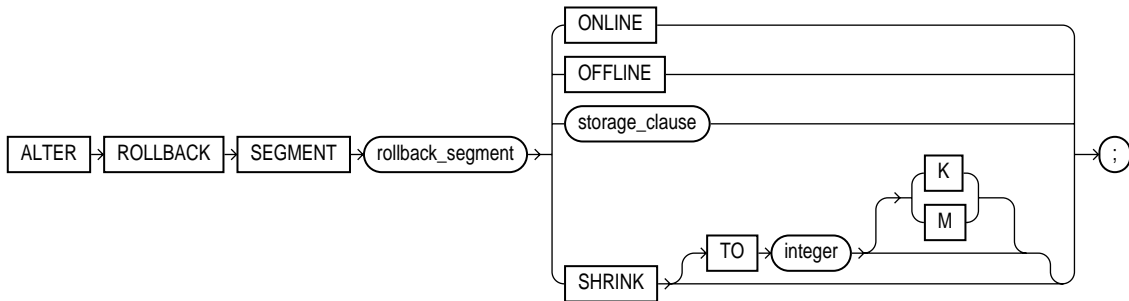 ONLINE
OFFLINE
storage_clause
ALTER ROLLBACK SEGMENT rollback_segment ;
K
M
TO integer
SHRINK